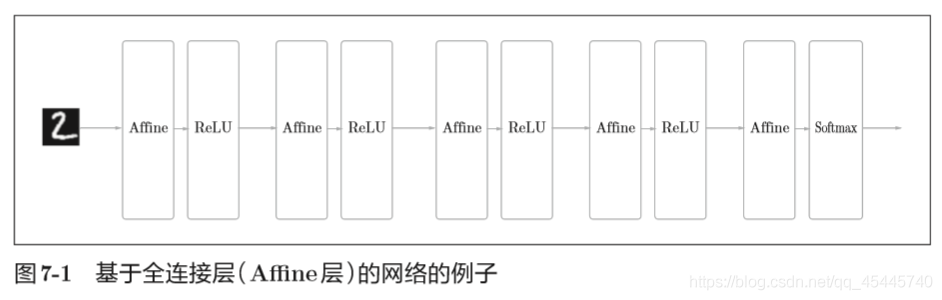 2 Affine ReLU Affine ReLU Affine ReLU Affine ReLU Affine Softmax
图7-1 基于全连接层(Affine层)的网络的例子
https://blog.csdn.net/qq_45445740